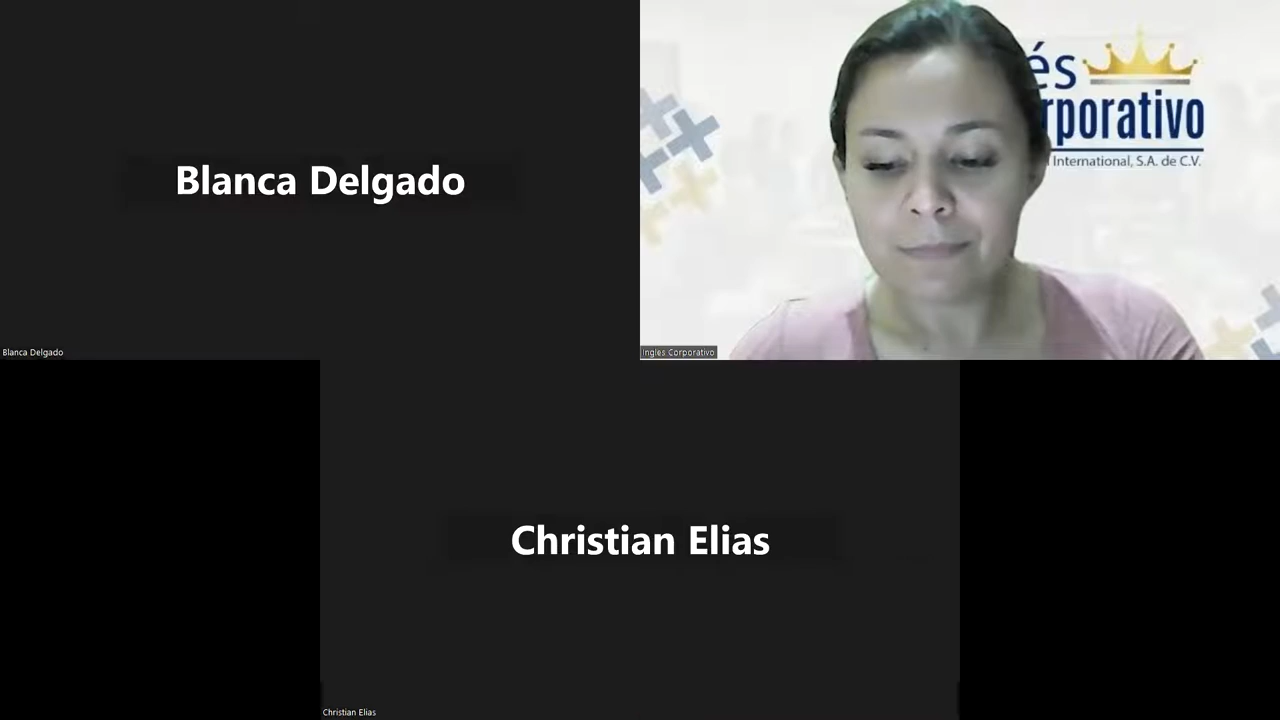 Blanca Delgado
Blanca Delgado
és
rporativo
International, S.A. de C.V.
Ingles Corporativo
Christian Elias
Christian Elias